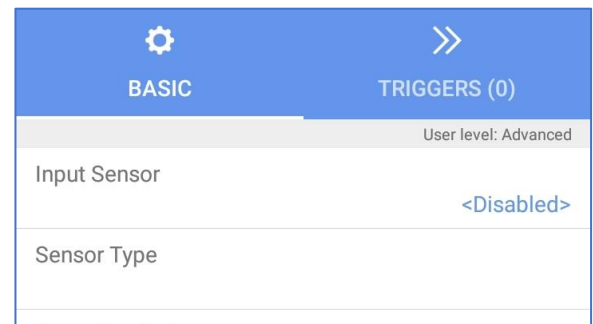 BASIC
TRIGGERS (0)
User level: Advanced
Input Sensor
<Disabled>
Sensor Type